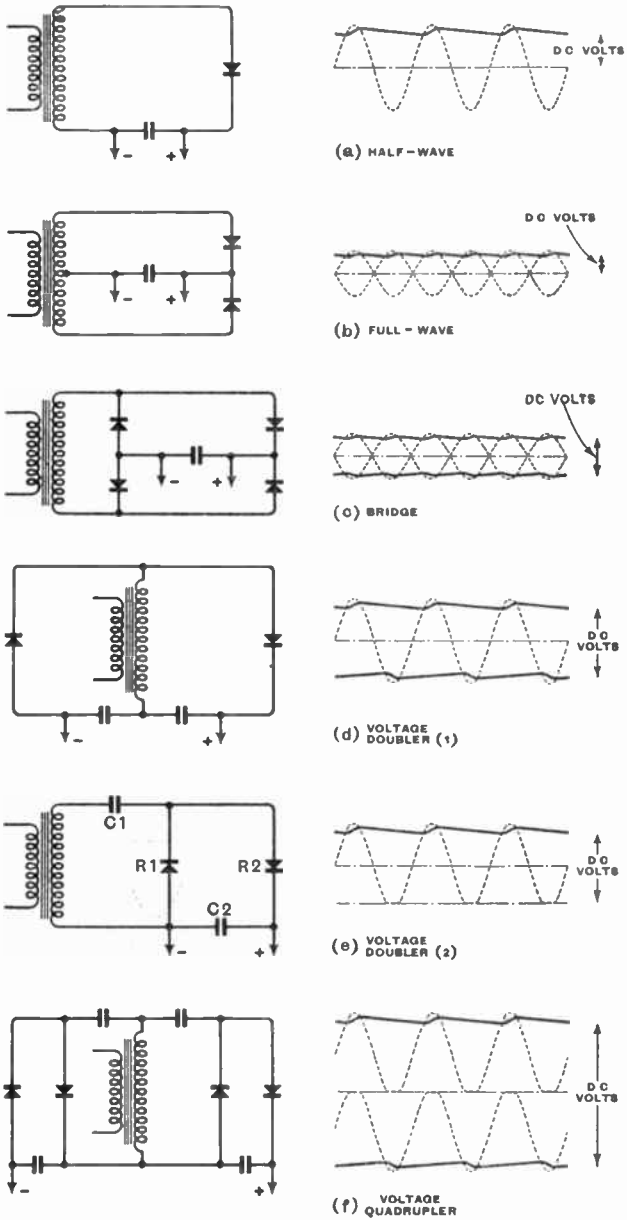 - +
DC VOLTS
(a) HALF-WAVE
- +
DC VOLTS
(b) FULL-WAVE
- +
DC VOLTS
(c) BRIDGE
- +
DC
VOLTS
(d) VOLTAGE
DOUBLER (1)
C1
R1 R2
C2
- +
DC
VOLTS
(e) VOLTAGE
DOUBLER (2)
- +
DC
VOLTS
(f) VOLTAGE
QUADRUPLER